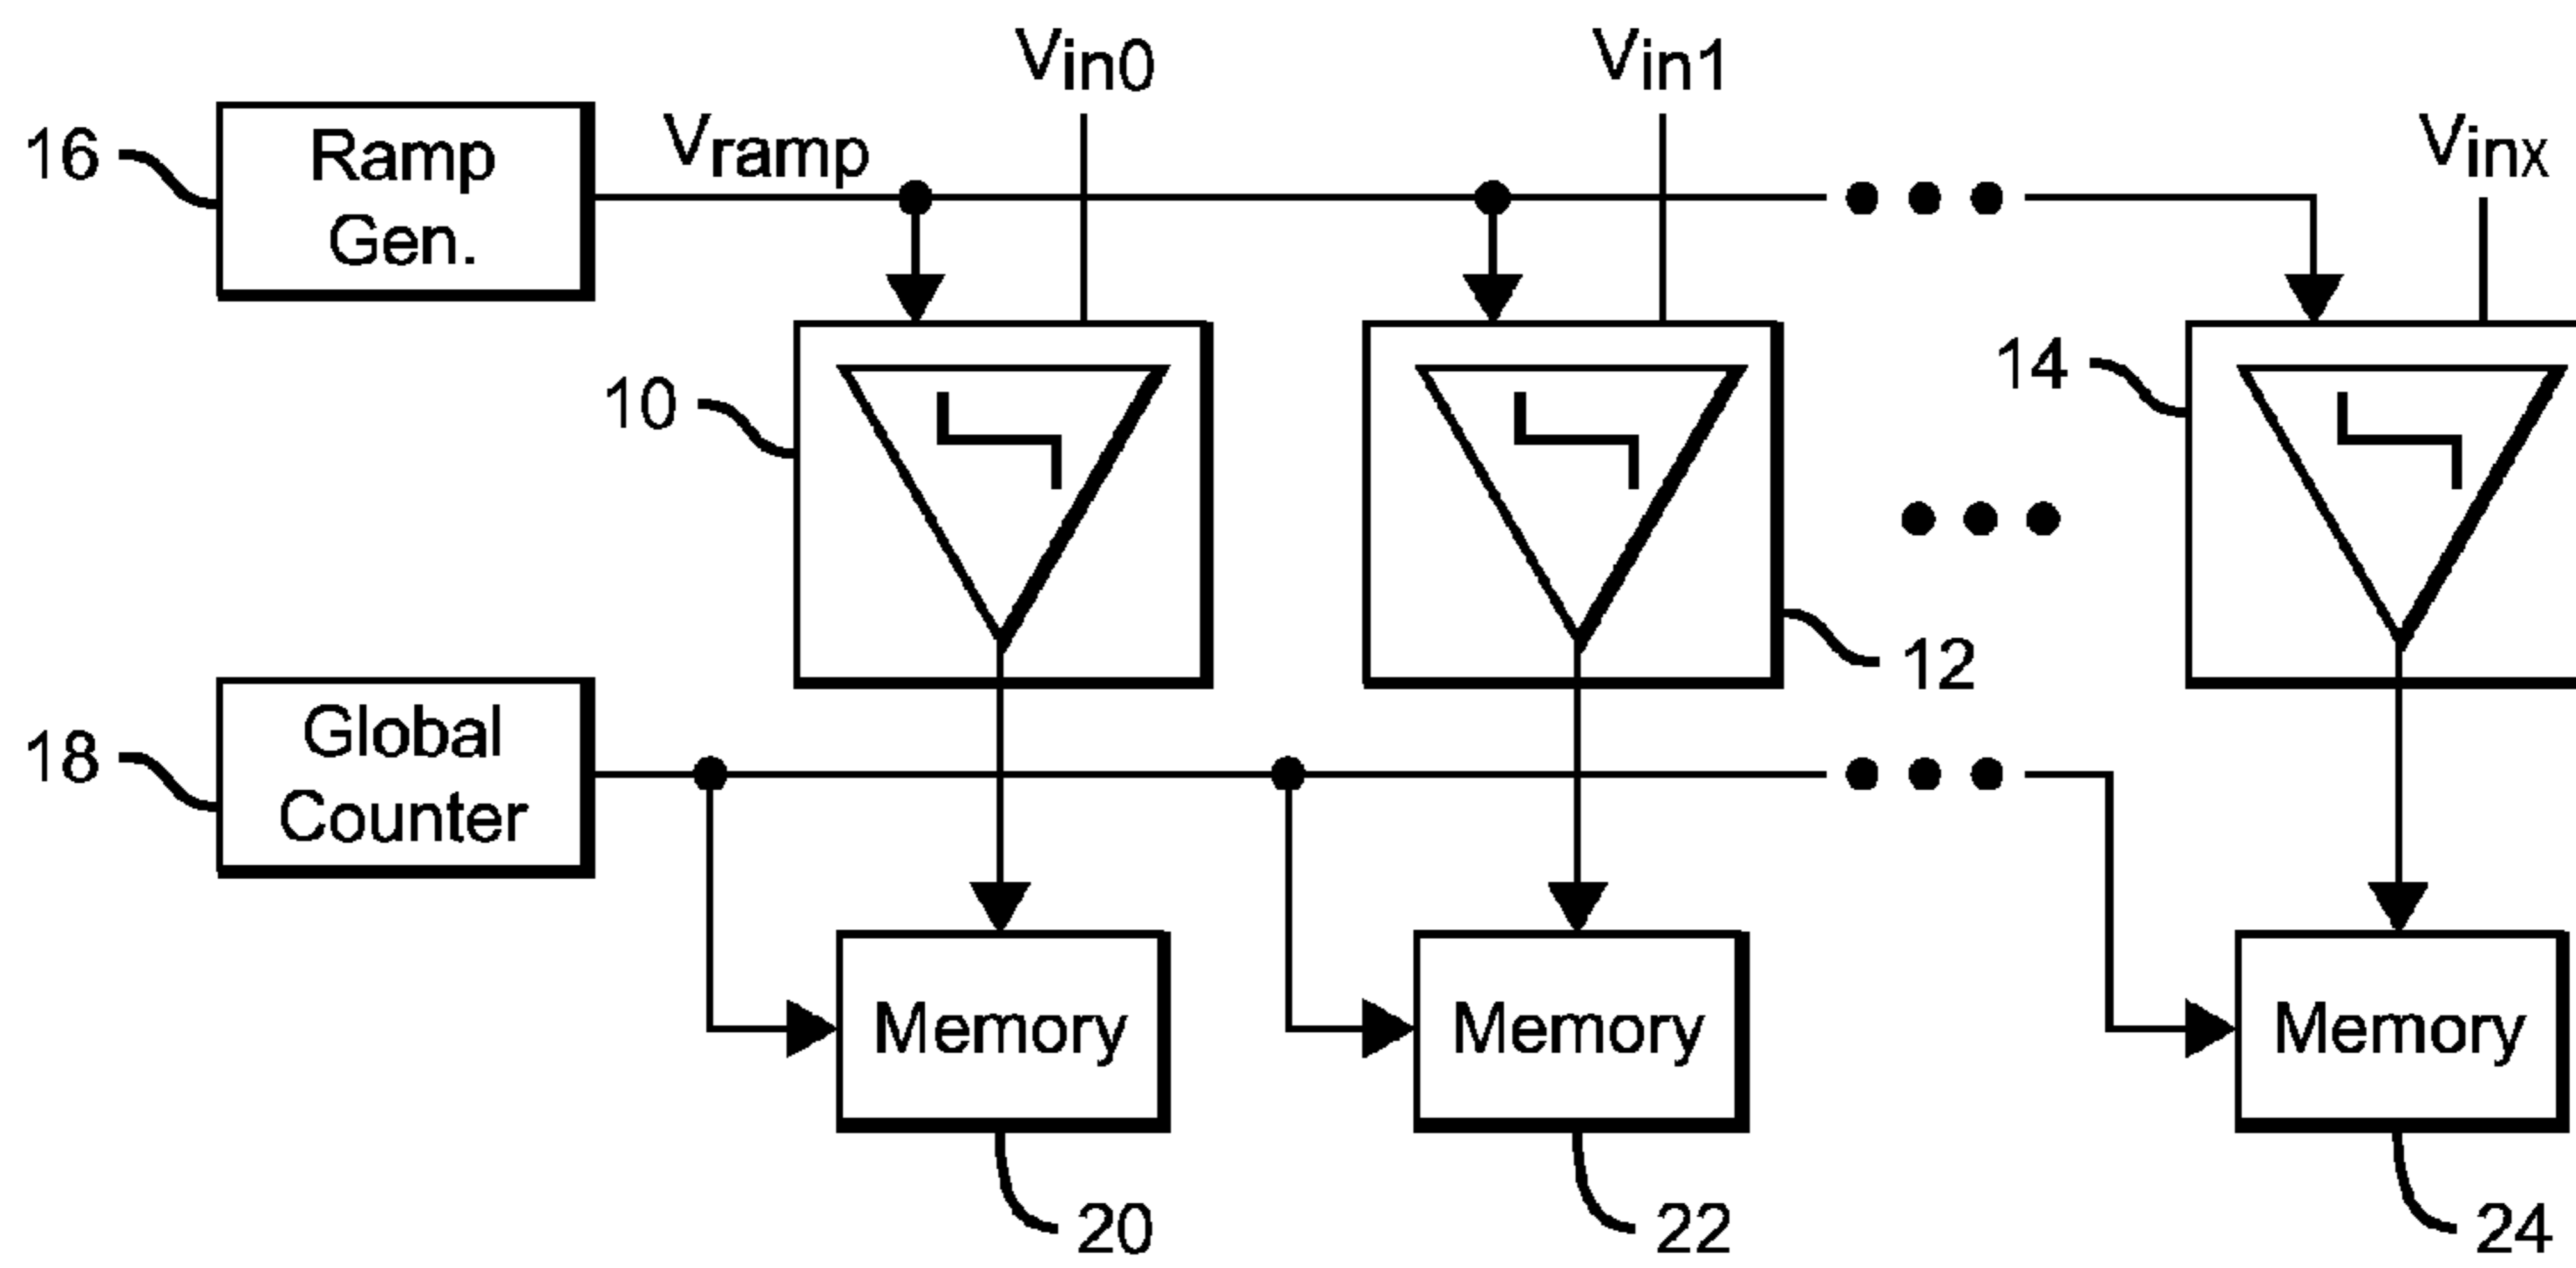 Vin0
Vin1
Vinx
16
Ramp
Gen.
Vramp
10
14
12
18
Global
Counter
Memory
Memory
Memory
20
22
24